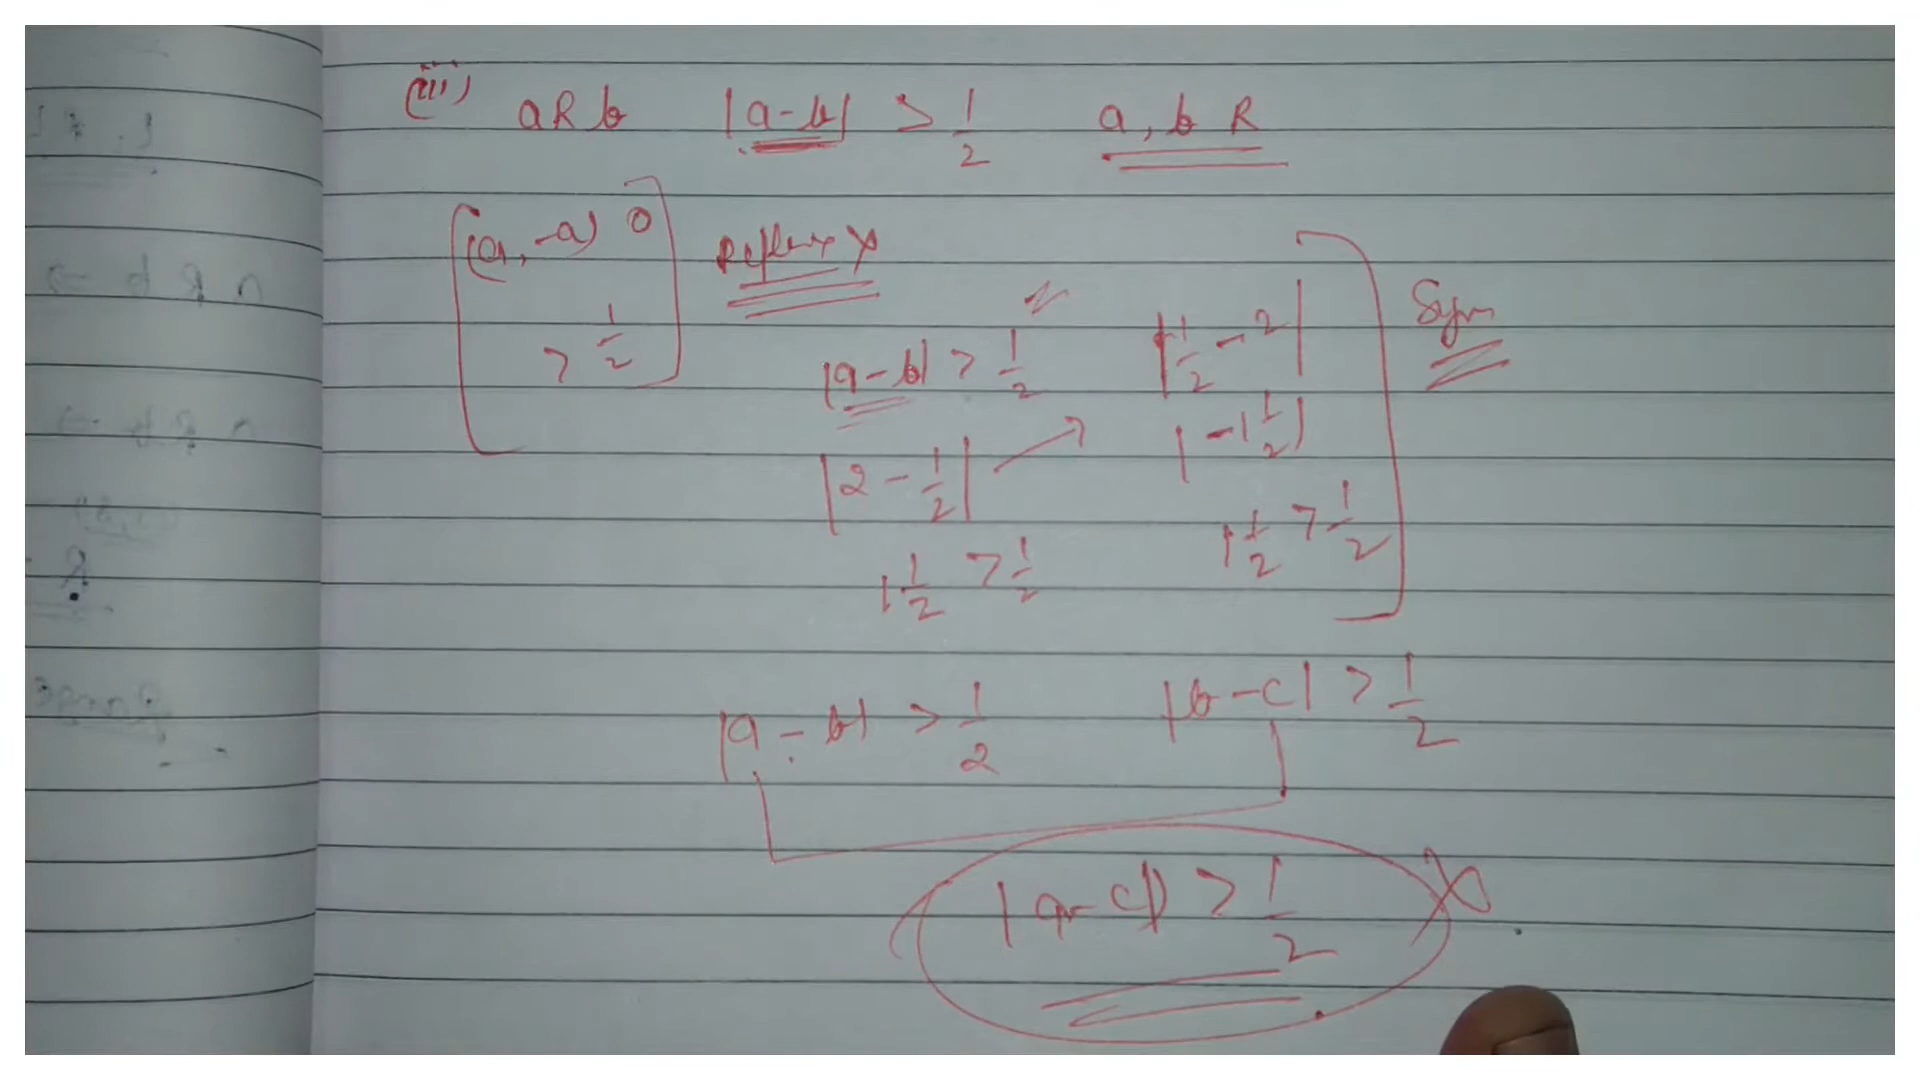 (iii) aRb |a-b| > 1/2 a, b R
(a, -a) 0
> 1/2
Reflex X
|a-b| > 1/2
|2 - 1/2|
1 1/2 > 1/2
|1/2 - 2|
|-1 1/2|
1 1/2 > 1/2
Sym
|a - b| > 1/2 |b - c| > 1/2
|a - c| > 1/2 X